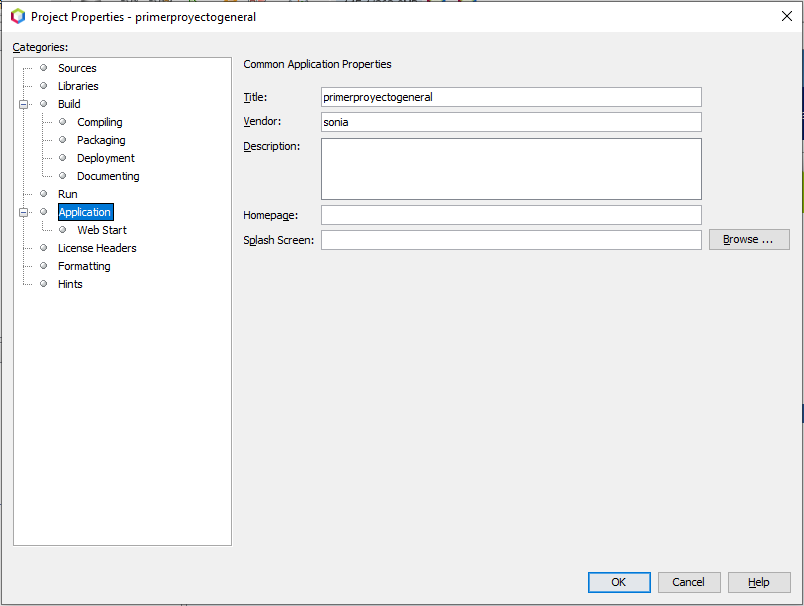 Project Properties - primerproyectogeneral
Categories:
Sources
Libraries
Build
Compiling
Packaging
Deployment
Documenting
Run
Application
Web Start
License Headers
Formatting
Hints
Common Application Properties
Title: primerproyectogeneral
Vendor: sonia
Description:
Homepage:
Splash Screen: Browse ...
OK Cancel Help